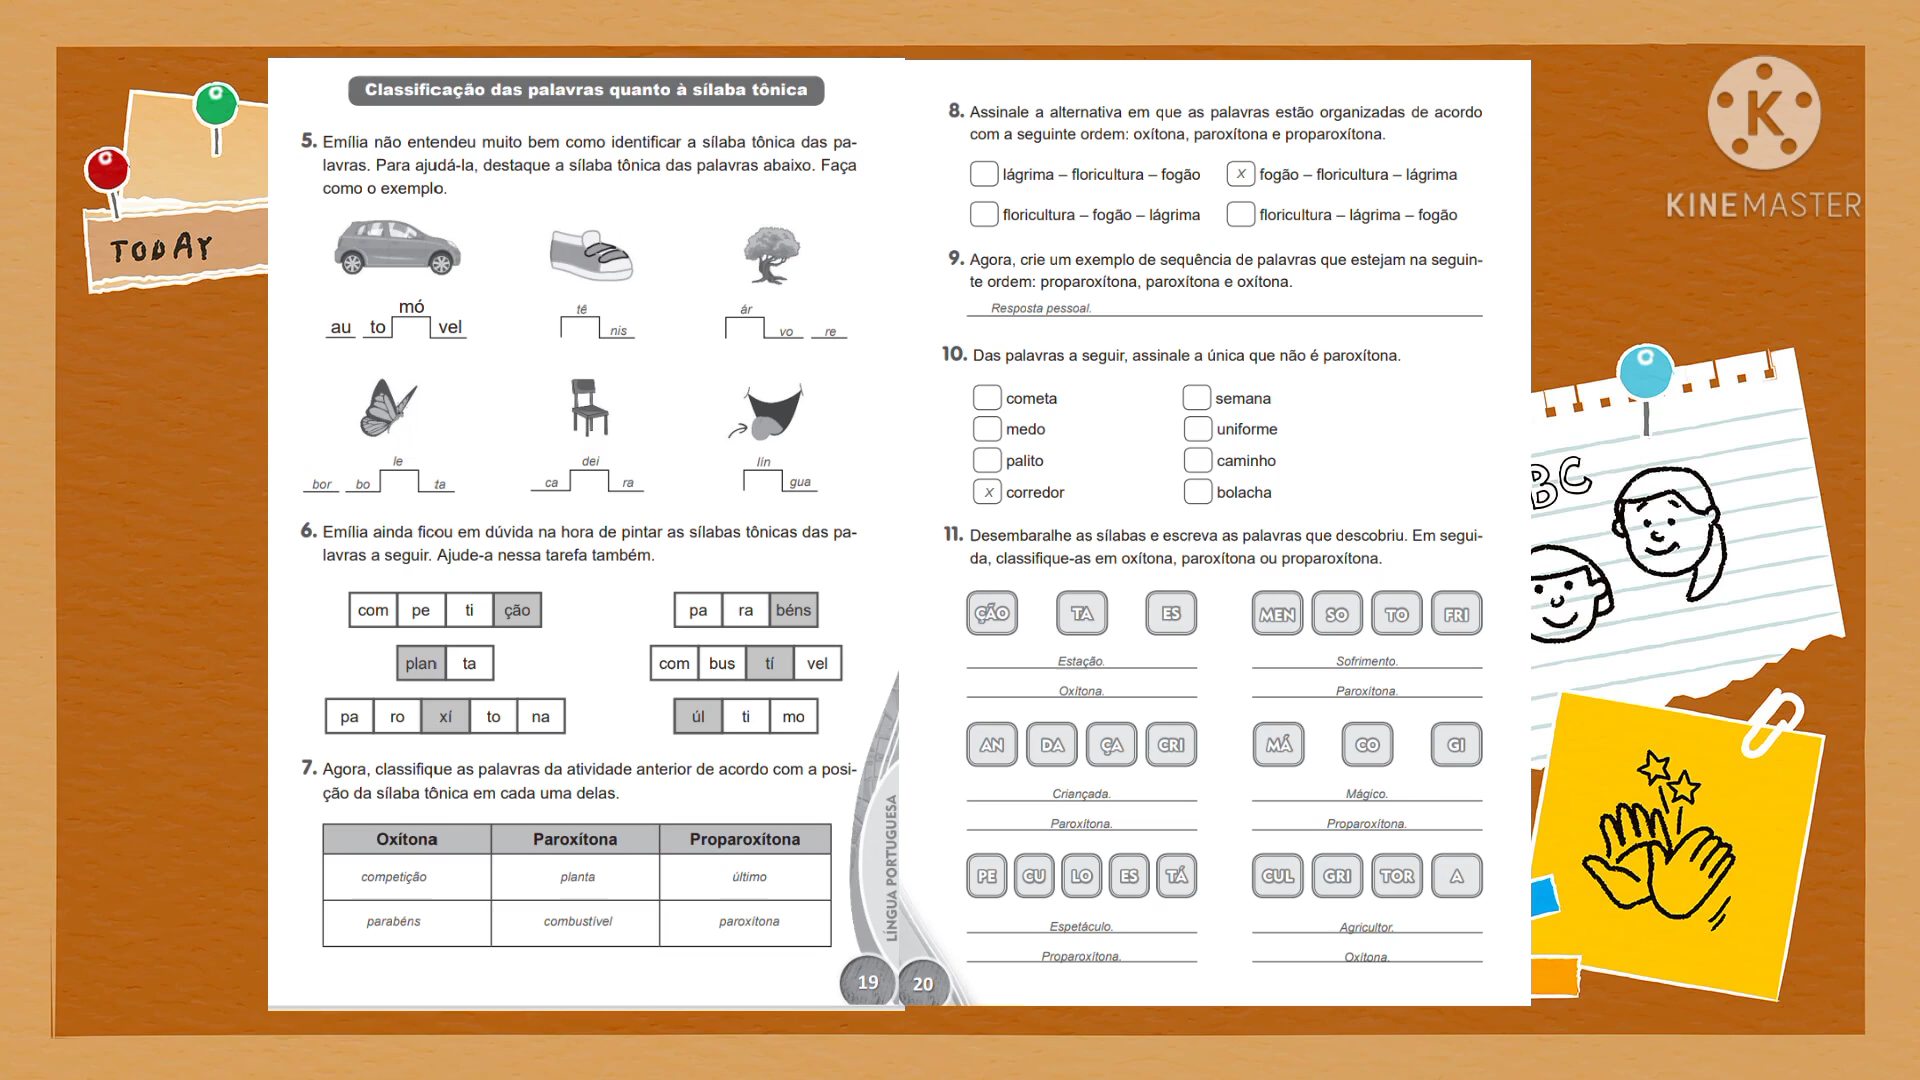 TODAY
Classificação das palavras quanto à sílaba tônica
5. Emília não entendeu muito bem como identificar a sílaba tônica das pa-
lavras. Para ajudá-la, destaque a sílaba tônica das palavras abaixo. Faça
como o exemplo.
au to mó vel
tê nis
ár vo re
bor bo le ta
ca dei ra
lín gua
6. Emília ainda ficou em dúvida na hora de pintar as sílabas tônicas das pa-
lavras a seguir. Ajude-a nessa tarefa também.
com pe ti ção
pa ra béns
plan ta
com bus tí vel
pa ro xí to na
úl ti mo
7. Agora, classifique as palavras da atividade anterior de acordo com a posi-
ção da sílaba tônica em cada uma delas.
Oxítona Paroxítona Proparoxítona
competição planta último
parabéns combustível paroxítona
LÍNGUA PORTUGUESA
19
8. Assinale a alternativa em que as palavras estão organizadas de acordo
com a seguinte ordem: oxítona, paroxítona e proparoxítona.
lágrima – floricultura – fogão
x fogão – floricultura – lágrima
floricultura – fogão – lágrima
floricultura – lágrima – fogão
9. Agora, crie um exemplo de sequência de palavras que estejam na seguin-
te ordem: proparoxítona, paroxítona e oxítona.
Resposta pessoal.
10. Das palavras a seguir, assinale a única que não é paroxítona.
cometa semana
medo uniforme
palito caminho
x corredor bolacha
11. Desembaralhe as sílabas e escreva as palavras que descobriu. Em segui-
da, classifique-as em oxítona, paroxítona ou proparoxítona.
ÇÃO TA ES
Estação.
Oxítona.
MEN SO TO FRI
Sofrimento.
Paroxítona.
AN DA ÇA CRI
Criançada.
Paroxítona.
MÁ CO GI
Mágico.
Proparoxítona.
PE CU LO ES TÁ
Espetáculo.
Proparoxítona.
CUL GRI TOR A
Agricultor.
Oxítona.
20
K
KINEMASTER
BC